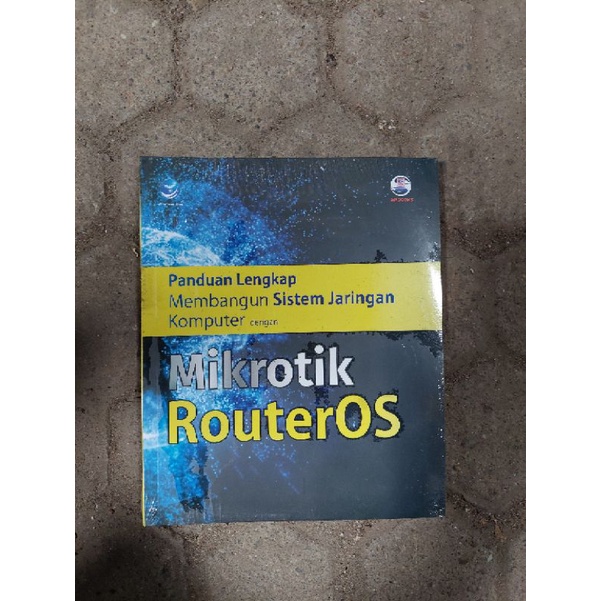 Panduan Lengkap
Membangun Sistem Jaringan
Komputer dengan
Mikrotik
RouterOS